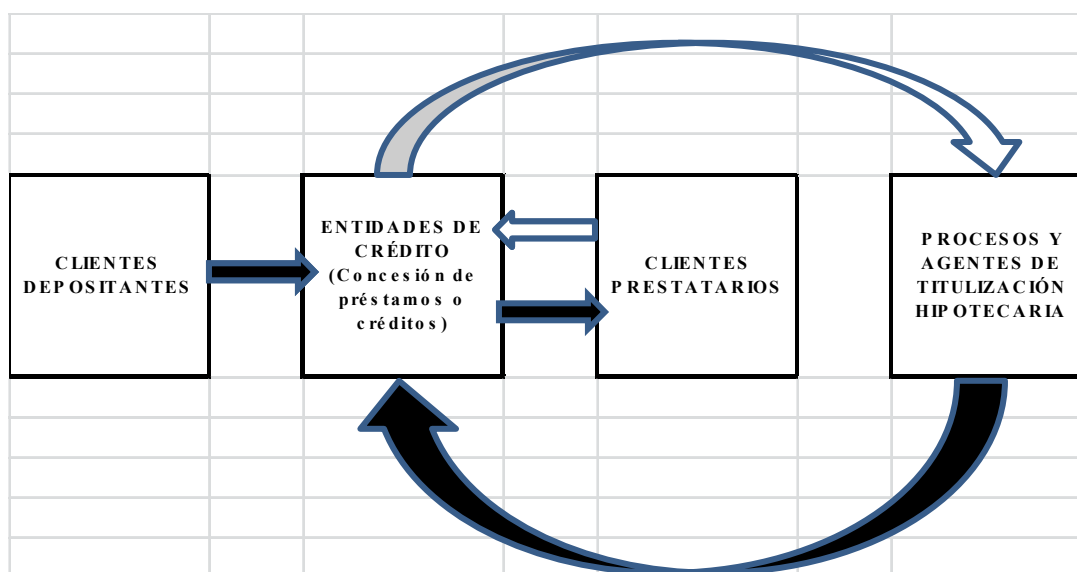 CLIENTES
DEPOSITANTES
ENTIDADES DE
CRÉDITO
(Concesión de
préstamos o
créditos)
CLIENTES
PRESTATARIOS
PROCESOS Y
AGENTES DE
TITULIZACIÓN
HIPOTECARIA